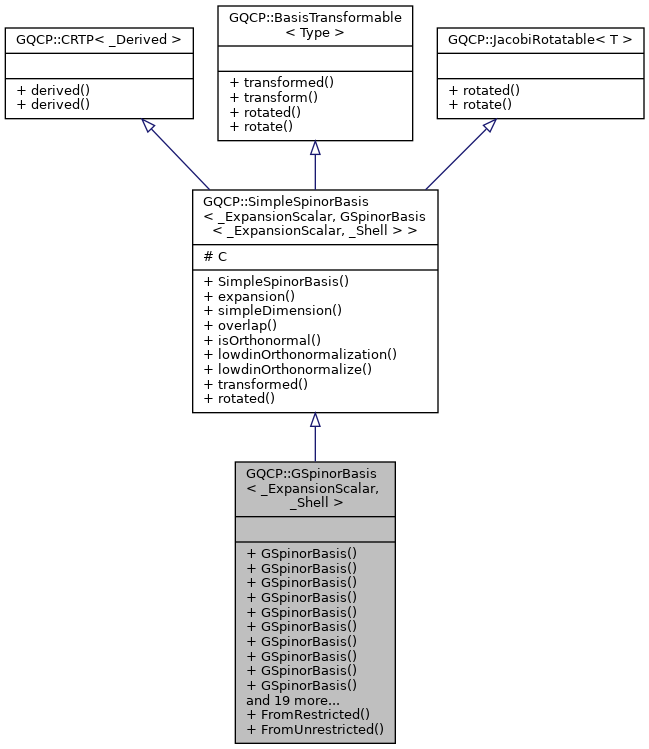 GQCP::CRTP< _Derived >
+ derived()
+ derived()
GQCP::BasisTransformable
< Type >
+ transformed()
+ transform()
+ rotated()
+ rotate()
GQCP::JacobiRotatable< T >
+ rotated()
+ rotate()
GQCP::SimpleSpinorBasis
< _ExpansionScalar, GSpinorBasis
< _ExpansionScalar, _Shell > >
# C
+ SimpleSpinorBasis()
+ expansion()
+ simpleDimension()
+ overlap()
+ isOrthonormal()
+ lowdinOrthonormalization()
+ lowdinOrthonormalize()
+ transformed()
+ rotated()
GQCP::GSpinorBasis
< _ExpansionScalar,
_Shell >
+ GSpinorBasis()
+ GSpinorBasis()
+ GSpinorBasis()
+ GSpinorBasis()
+ GSpinorBasis()
+ GSpinorBasis()
+ GSpinorBasis()
+ GSpinorBasis()
+ GSpinorBasis()
+ GSpinorBasis()
and 19 more...
+ FromRestricted()
+ FromUnrestricted()